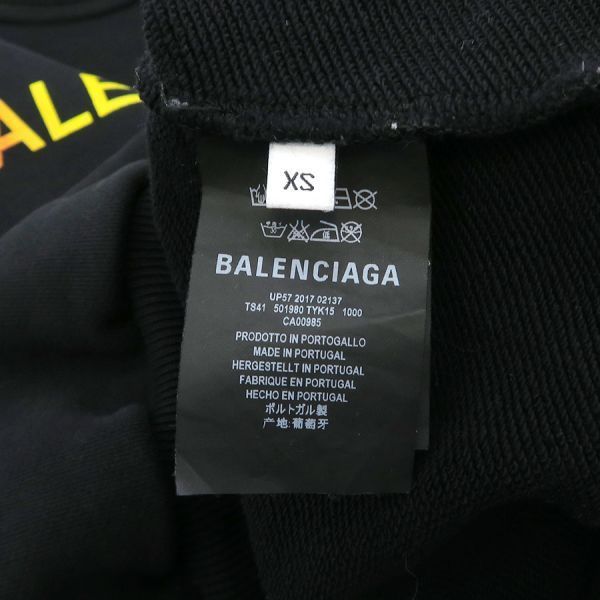 ALE
XS
BALENCIAGA
UP57 2017 02137
TS41 501980 TYK15 1000
CA00985
PRODOTTO IN PORTOGALLO
MADE IN PORTUGAL
HERGESTELLT IN PORTUGAL
FABRIQUE EN PORTUGAL
HECHO EN PORTUGAL
ポルトガル製
产地:葡萄牙